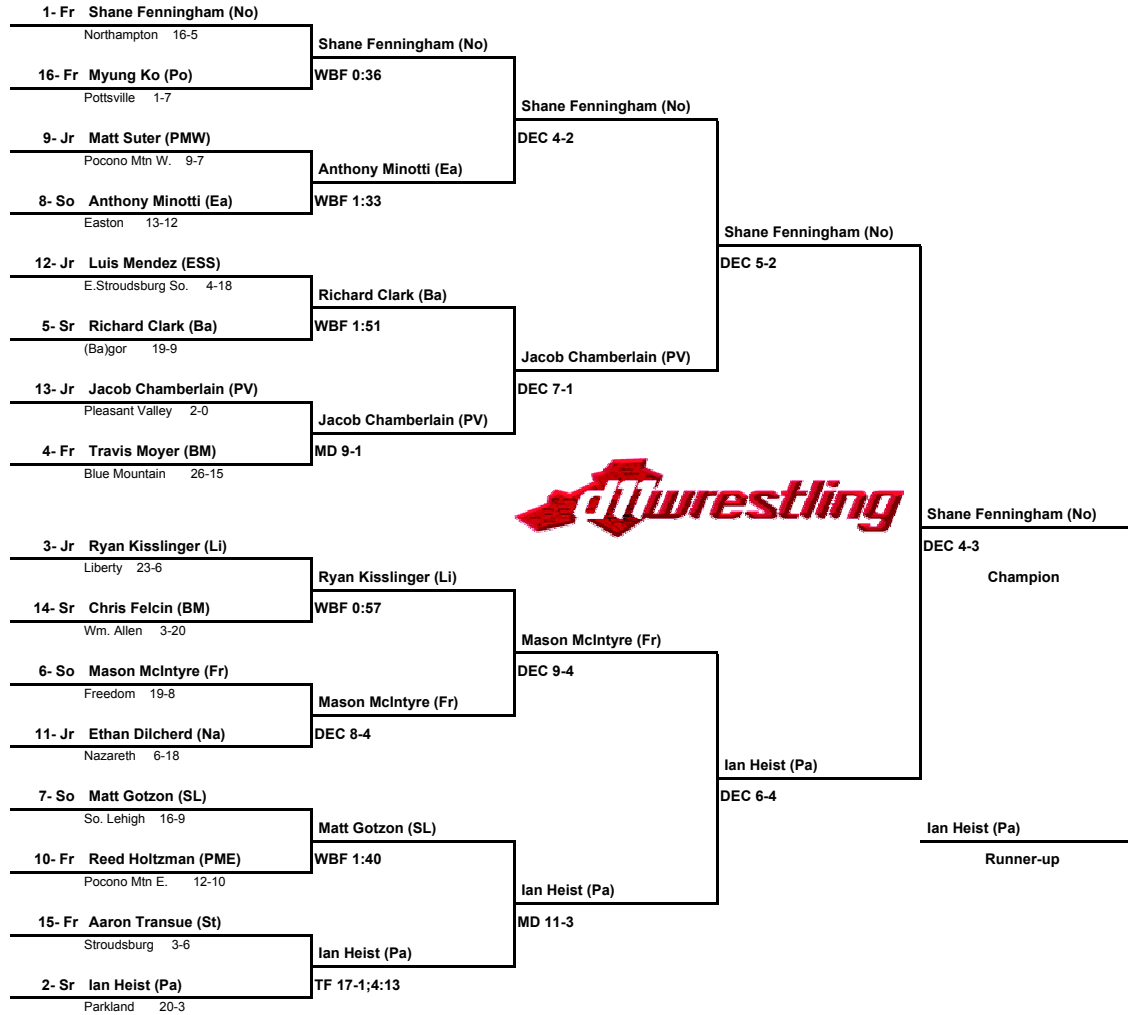 1- Fr Shane Fenningham (No)
Northampton 16-5
Shane Fenningham (No)
16- Fr Myung Ko (Po)
WBF 0:36
Pottsville 1-7
Shane Fenningham (No)
9- Jr Matt Suter (PMW)
DEC 4-2
Pocono Mtn W. 9-7
Anthony Minotti (Ea)
8- So Anthony Minotti (Ea)
WBF 1:33
Easton 13-12
Shane Fenningham (No)
12- Jr Luis Mendez (ESS)
DEC 5-2
E.Stroudsburg So. 4-18
Richard Clark (Ba)
5- Sr Richard Clark (Ba)
WBF 1:51
(Ba)gor 19-9
Jacob Chamberlain (PV)
13- Jr Jacob Chamberlain (PV)
DEC 7-1
Pleasant Valley 2-0
Jacob Chamberlain (PV)
4- Fr Travis Moyer (BM)
MD 9-1
Blue Mountain 26-15
d11wrestling
Shane Fenningham (No)
3- Jr Ryan Kisslinger (Li)
DEC 4-3
Liberty 23-6
Ryan Kisslinger (Li)
Champion
14- Sr Chris Felcin (BM)
WBF 0:57
Wm. Allen 3-20
Mason McIntyre (Fr)
6- So Mason McIntyre (Fr)
DEC 9-4
Freedom 19-8
Mason McIntyre (Fr)
11- Jr Ethan Dilcherd (Na)
DEC 8-4
Nazareth 6-18
Ian Heist (Pa)
7- So Matt Gotzon (SL)
DEC 6-4
So. Lehigh 16-9
Matt Gotzon (SL)
Ian Heist (Pa)
10- Fr Reed Holtzman (PME)
WBF 1:40
Runner-up
Pocono Mtn E. 12-10
Ian Heist (Pa)
15- Fr Aaron Transue (St)
MD 11-3
Stroudsburg 3-6
Ian Heist (Pa)
2- Sr Ian Heist (Pa)
TF 17-1;4:13
Parkland 20-3